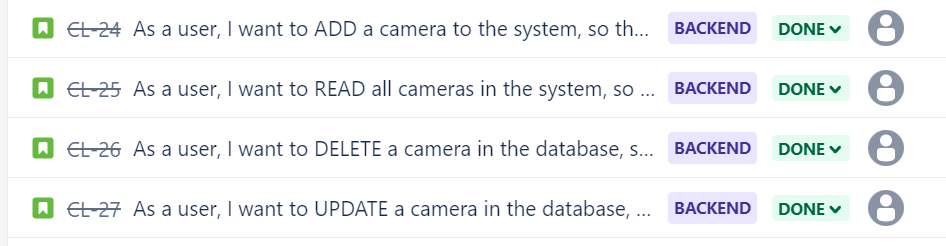 CL-24 As a user, I want to ADD a camera to the system, so th... BACKEND DONE
CL-25 As a user, I want to READ all cameras in the system, so ... BACKEND DONE
CL-26 As a user, I want to DELETE a camera in the database, s... BACKEND DONE
CL-27 As a user, I want to UPDATE a camera in the database, ... BACKEND DONE